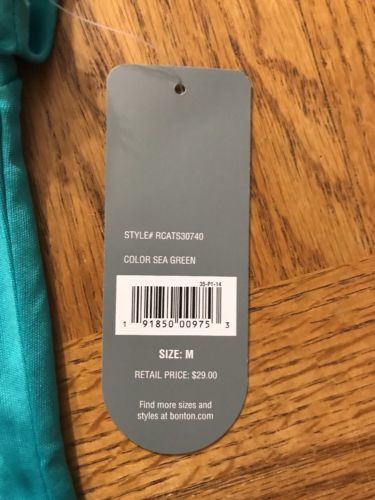 STYLE# RCATS30740
COLOR SEA GREEN
35-P1-14
1 91850 00975 3
SIZE: M
RETAIL PRICE: $29.00
Find more sizes and
styles at bonton.com